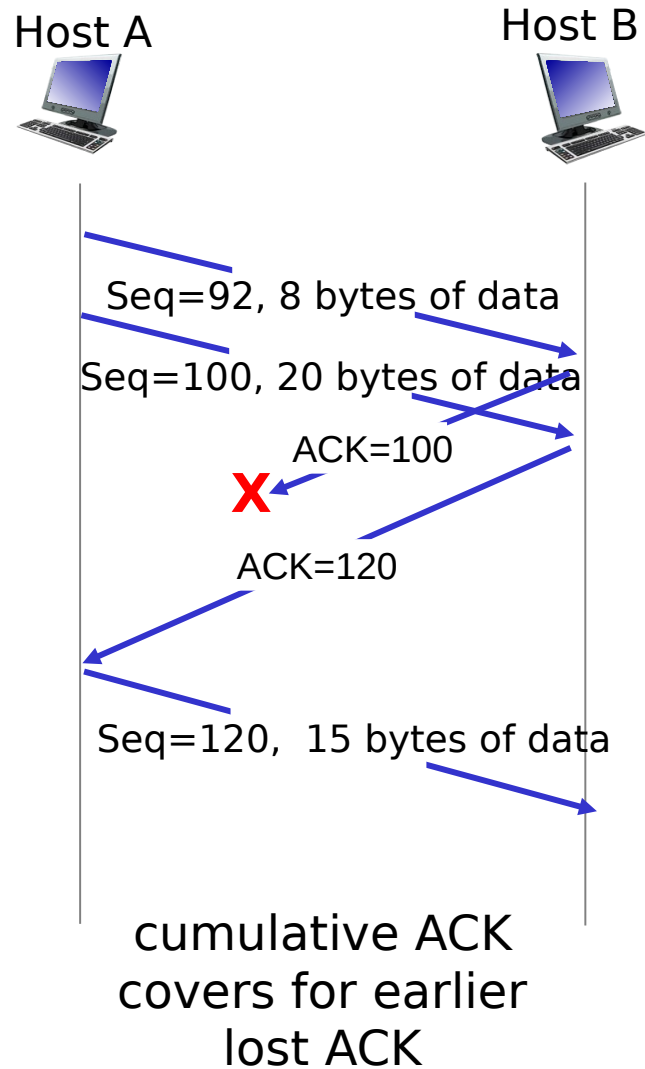 Host A
Host B
Seq=92, 8 bytes of data
Seq=100, 20 bytes of data
ACK=100
X
ACK=120
Seq=120,  15 bytes of data
cumulative ACK
covers for earlier
lost ACK